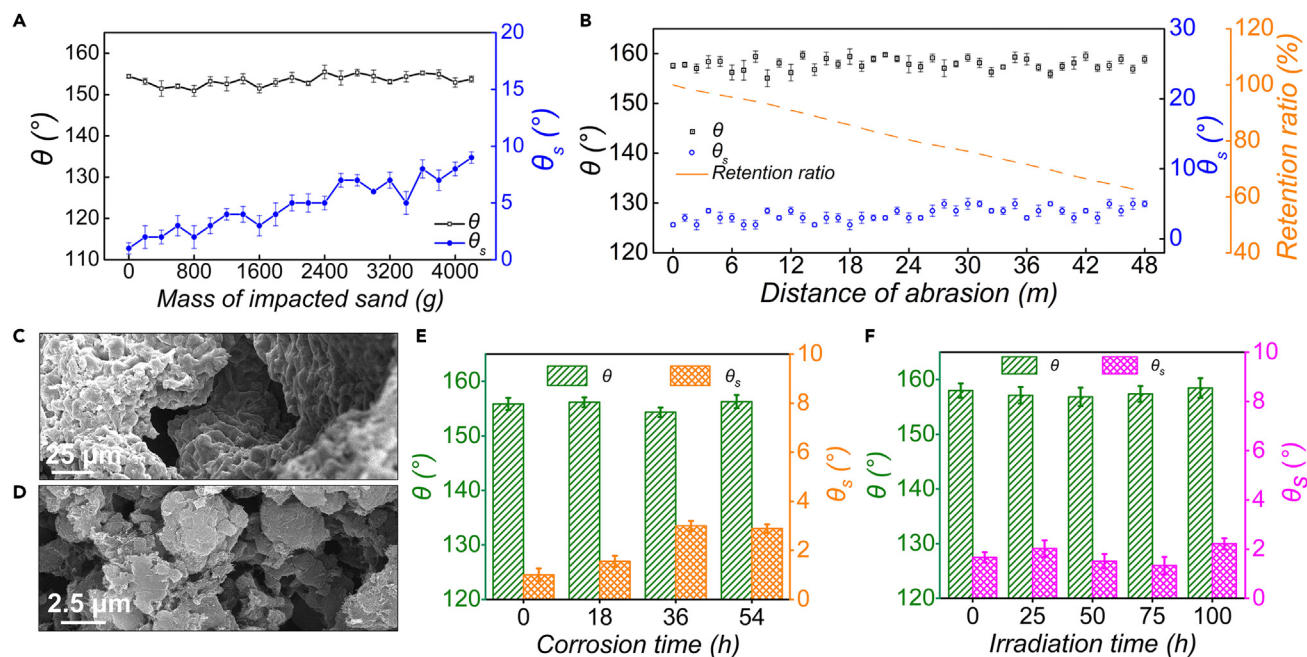 A
θ (°)
160
150
140
130
120
110
θ
θs
0 800 1600 2400 3200 4000
Mass of impacted sand (g)
20
15
10
5
0
θs (°)
B
θ (°)
160
150
140
130
120
θ
θs
Retention ratio
0 6 12 18 24 30 36 42 48
Distance of abrasion (m)
30
20
10
0
θs (°)
120
100
80
60
40
Retention ratio (%)
C
25 μm
D
2.5 μm
E
θ (°)
160
150
140
130
120
θ θs
0 18 36 54
Corrosion time (h)
10
8
6
4
2
0
θs (°)
F
θ (°)
160
150
140
130
120
θ θs
0 25 50 75 100
Irradiation time (h)
10
8
6
4
2
0
θs (°)